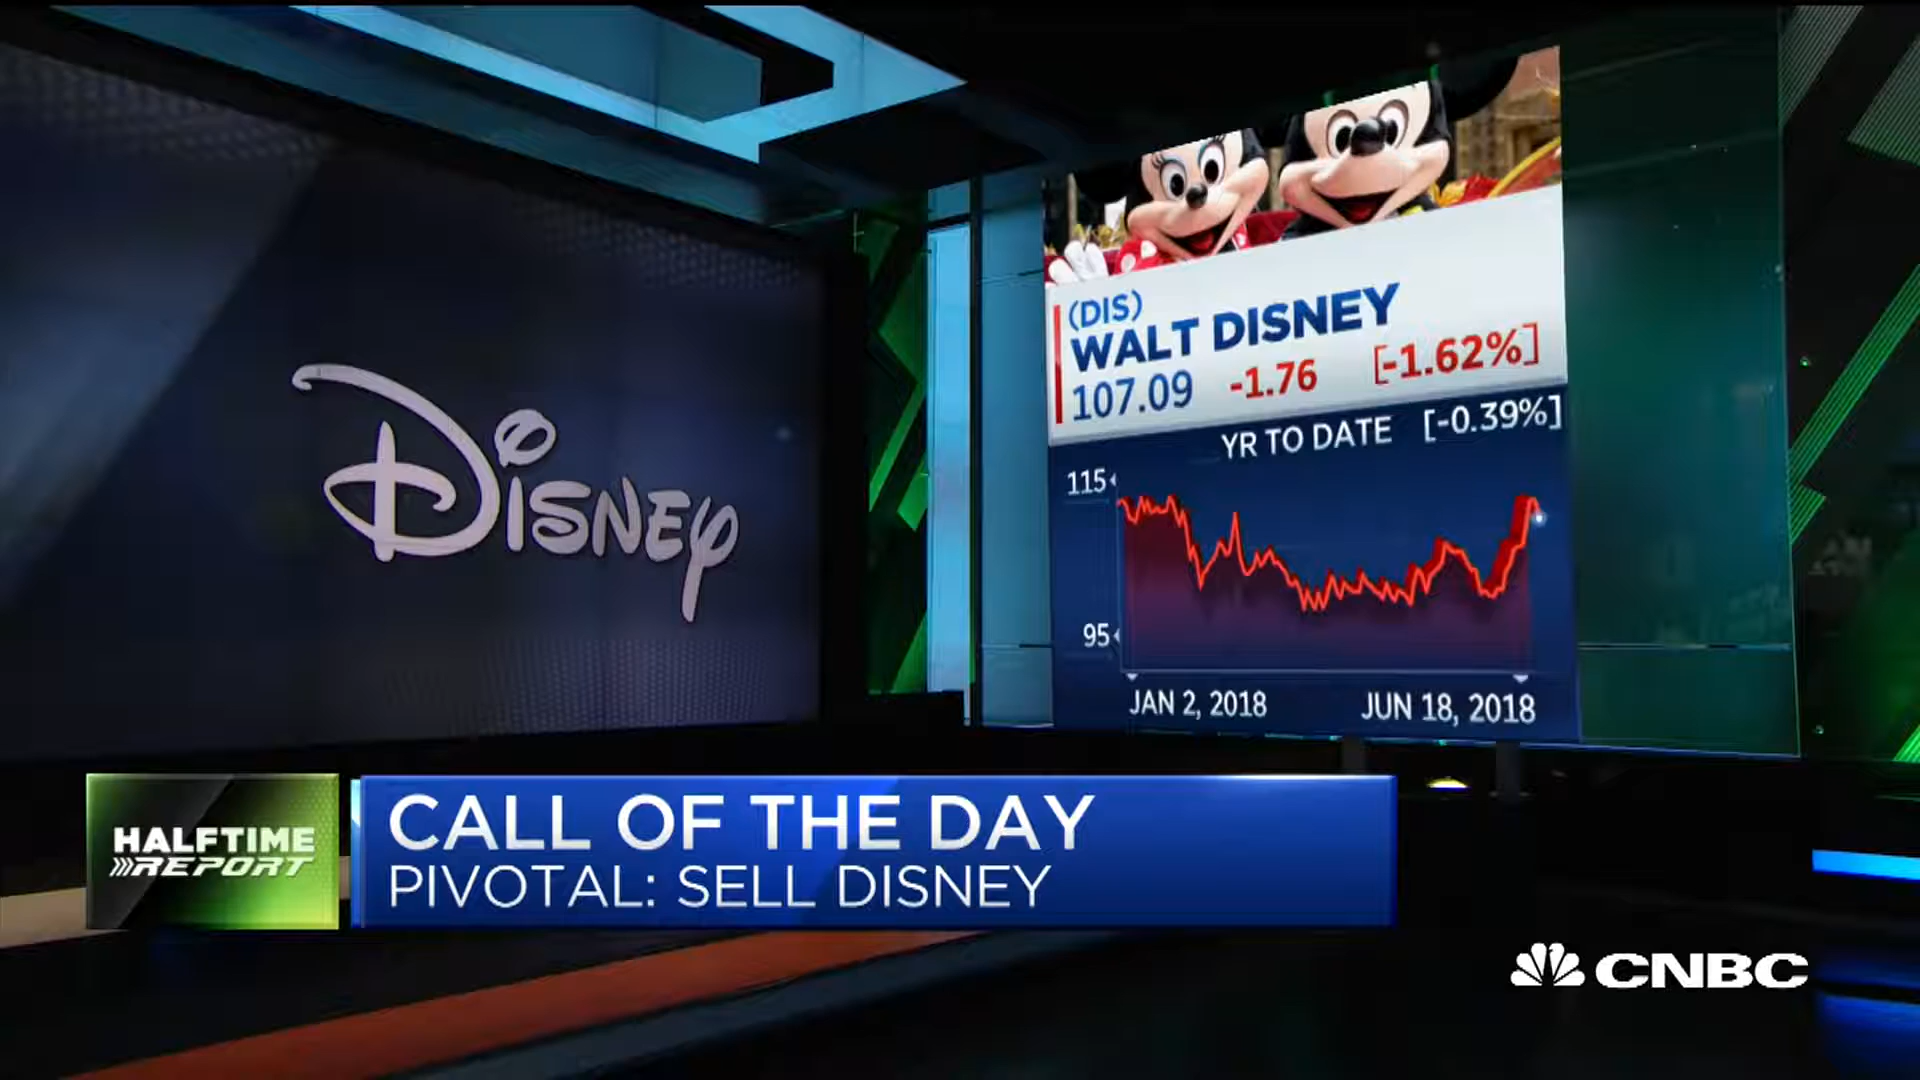 DISNEY
(DIS)
WALT DISNEY
107.09 -1.76 [-1.62%]
YR TO DATE [-0.39%]
115
95
JAN 2, 2018 JUN 18, 2018
HALFTIME
REPORT
CALL OF THE DAY
PIVOTAL: SELL DISNEY
CNBC